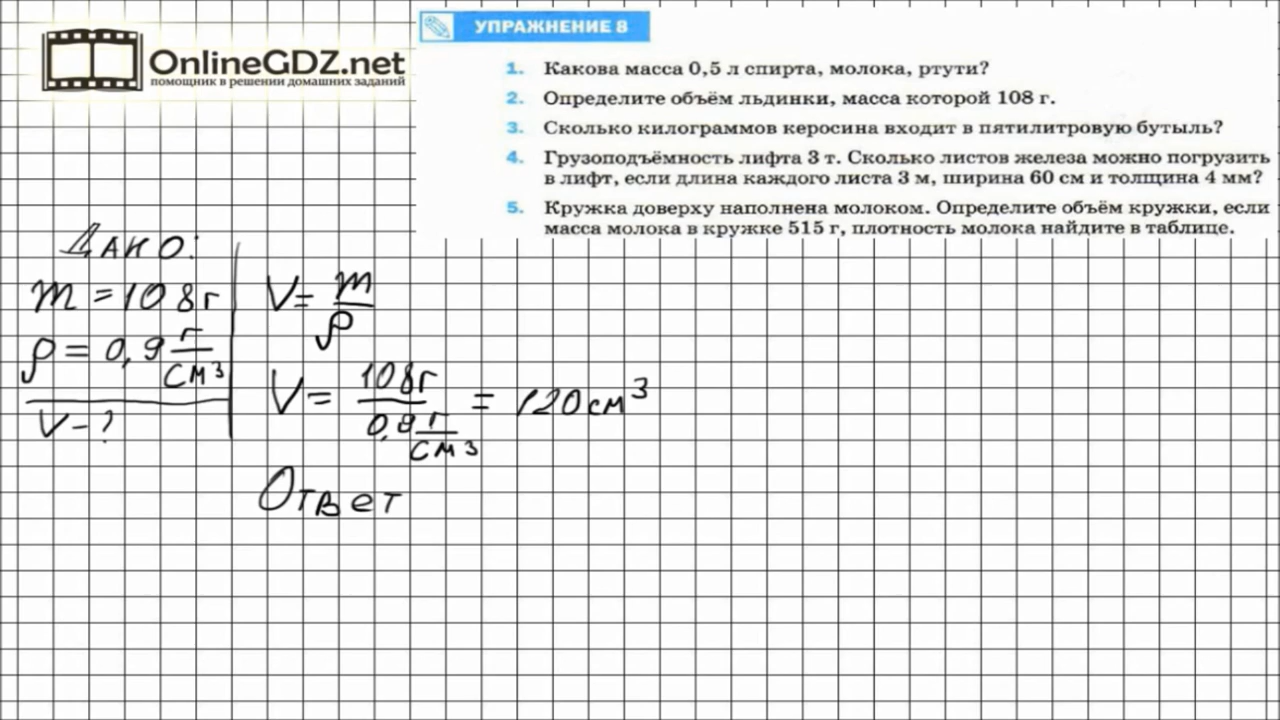 OnlineGDZ.net
помощник в решении домашних заданий
УПРАЖНЕНИЕ 8
1. Какова масса 0,5 л спирта, молока, ртути?
2. Определите объём льдинки, масса которой 108 г.
3. Сколько килограммов керосина входит в пятилитровую бутыль?
4. Грузоподъёмность лифта 3 т. Сколько листов железа можно погрузить
в лифт, если длина каждого листа 3 м, ширина 60 см и толщина 4 мм?
5. Кружка доверху наполнена молоком. Определите объём кружки, если
масса молока в кружке 515 г, плотность молока найдите в таблице.
ДАНО:
m = 108г
ρ = 0,9 г/см³
V - ?
V = m/ρ
V = 108г / 0,9 г/см³ = 120см³
Ответ